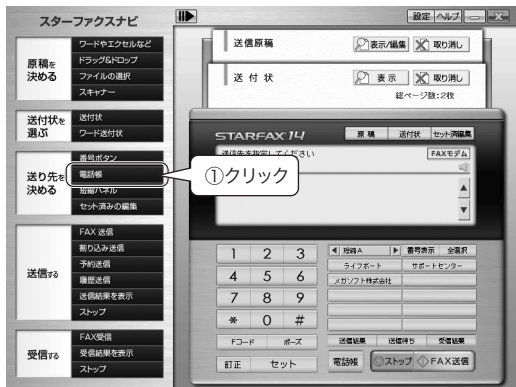 スターファクスナビ
設定 ヘルプ
原稿を
決める
ワードやエクセルなど
ドラッグ&ドロップ
ファイルの選択
スキャナー
送付状を
選ぶ
送付状
ワード送付状
送り先を
決める
番号ボタン
電話帳
短縮パネル
セット済みの編集
送信する
FAX 送信
割り込み送信
予約送信
履歴送信
送信結果を表示
ストップ
受信する
FAX受信
受信結果を表示
ストップ
送信原稿
表示/編集
取り消し
送 付 状
表 示
取り消し
総ページ数:2枚
STARFAX 14
原 稿
送付状
セット済編集
送信先を指定してください
FAXモデム
①クリック
1 2 3
4 5 6
7 8 9
* 0 #
Fコード
ポーズ
訂正
セット
短縮A
番号表示
全選択
ライフボート
サポートセンター
メガソフト株式会社
送信結果
送信待ち
受信結果
電話帳
ストップ
FAX送信